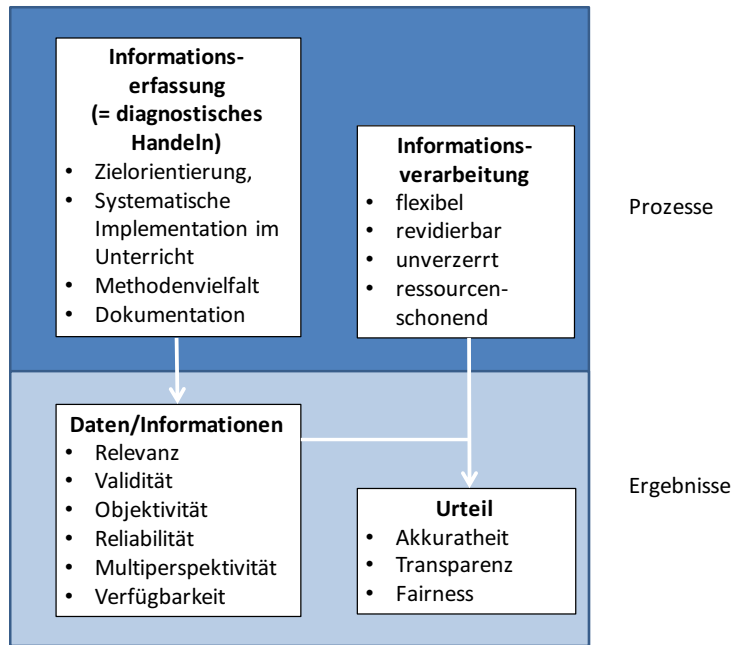 Informations-
erfassung
(= diagnostisches
Handeln)
• Zielorientierung,
• Systematische
Implementation im
Unterricht
• Methodenvielfalt
• Dokumentation
Informations-
verarbeitung
• flexibel
• revidierbar
• unverzerrt
• ressourcen-
schonend
Prozesse
Daten/Informationen
• Relevanz
• Validität
• Objektivität
• Reliabilität
• Multiperspektivität
• Verfügbarkeit
Urteil
• Akkuratheit
• Transparenz
• Fairness
Ergebnisse